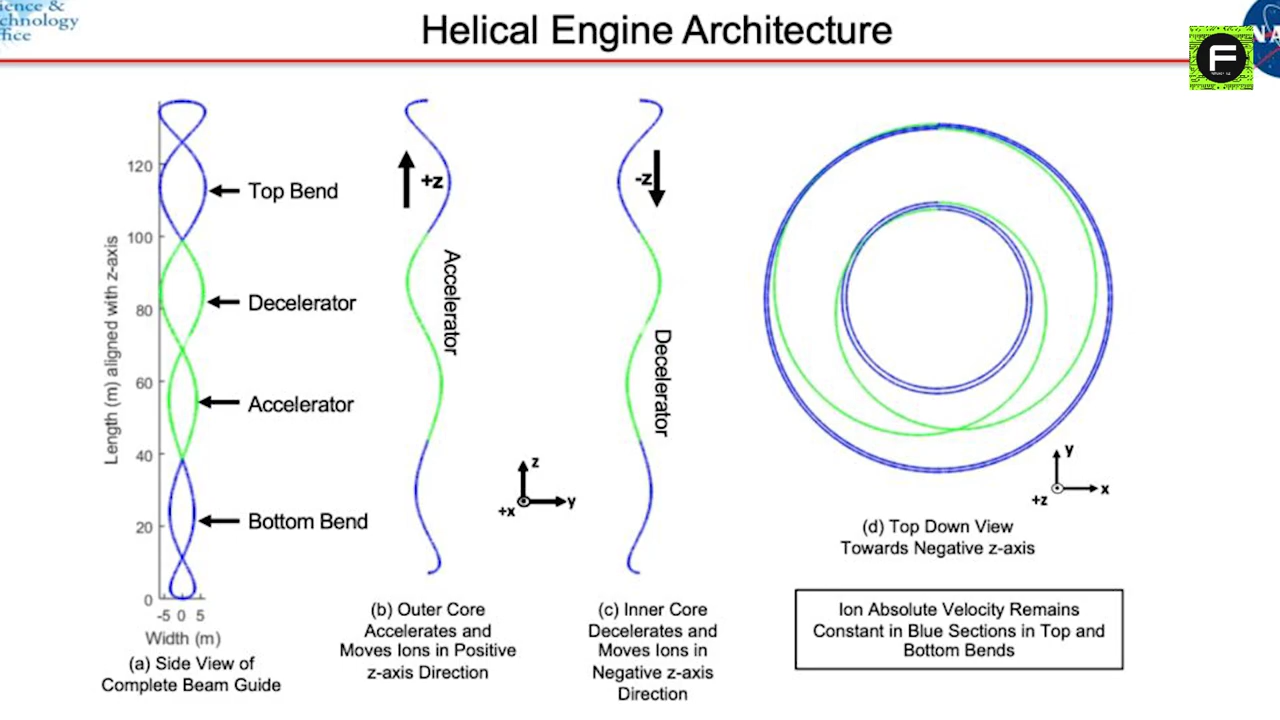 Helical Engine Architecture
F
Length (m) aligned with z-axis
120
100
80
60
40
20
0
-5 0 5
Width (m)
Top Bend
Decelerator
Accelerator
Bottom Bend
(a) Side View of
Complete Beam Guide
+z
Accelerator
z
y
+x
(b) Outer Core
Accelerates and
Moves Ions in Positive
z-axis Direction
-z
Decelerator
(c) Inner Core
Decelerates and
Moves Ions in
Negative z-axis
Direction
y
x
+z
(d) Top Down View
Towards Negative z-axis
Ion Absolute Velocity Remains
Constant in Blue Sections in Top and
Bottom Bends